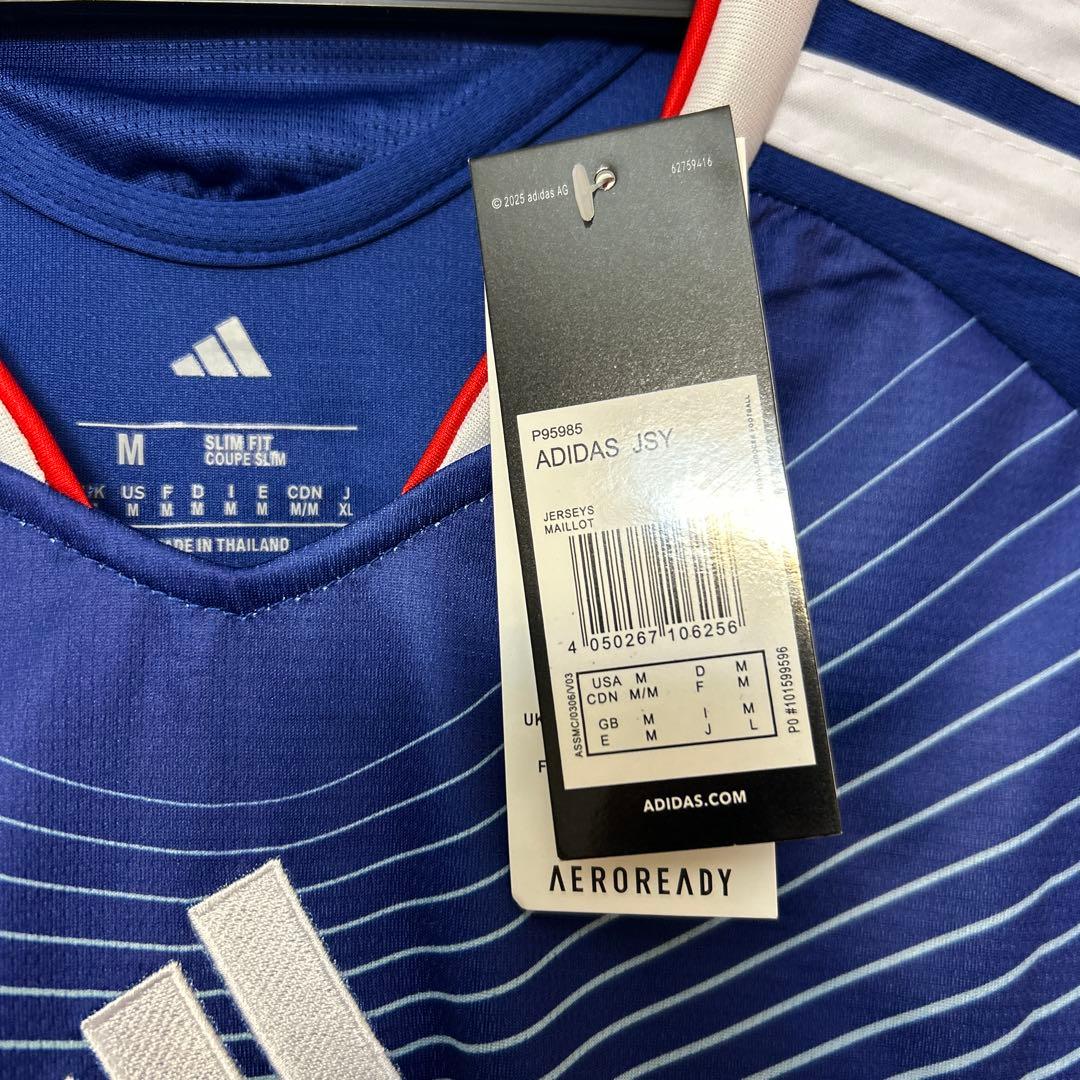 © 2025 adidas AG
62759416
P95985
ADIDAS JSY
JERSEYS
MAILLOT
4 050267 106256
USA M D M
CDN M/M F M
GB M I M
E M J L
ASSMC/0306/V03
PO #101599596
ADIDAS.COM
UK
F
AEROREADY
M
SLIM FIT
COUPE SLIM
US F D I E CDN J
M M M M M M/M XL
MADE IN THAILAND